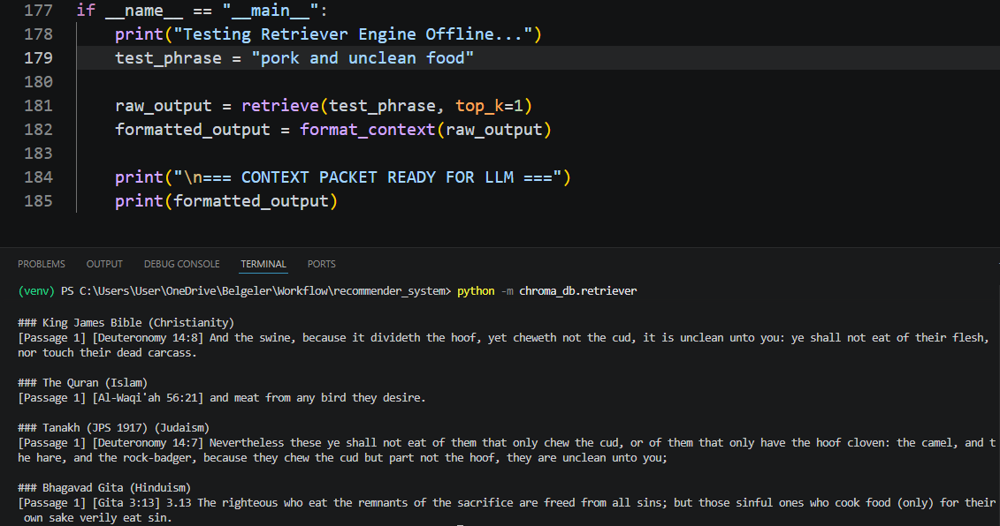 177 if __name__ == "__main__":
178 print("Testing Retriever Engine Offline...")
179 test_phrase = "pork and unclean food"
180
181 raw_output = retrieve(test_phrase, top_k=1)
182 formatted_output = format_context(raw_output)
183
184 print("\n=== CONTEXT PACKET READY FOR LLM ===")
185 print(formatted_output)
PROBLEMS OUTPUT DEBUG CONSOLE TERMINAL PORTS
(venv) PS C:\Users\User\OneDrive\Belgeler\Workflow\recommender_system> python -m chroma_db.retriever
### King James Bible (Christianity)
[Passage 1] [Deuteronomy 14:8] And the swine, because it divideth the hoof, yet cheweth not the cud, it is unclean unto you: ye shall not eat of their flesh,
nor touch their dead carcass.
### The Quran (Islam)
[Passage 1] [Al-Waqi'ah 56:21] and meat from any bird they desire.
### Tanakh (JPS 1917) (Judaism)
[Passage 1] [Deuteronomy 14:7] Nevertheless these ye shall not eat of them that only chew the cud, or of them that only have the hoof cloven: the camel, and t
he hare, and the rock-badger, because they chew the cud but part not the hoof, they are unclean unto you;
### Bhagavad Gita (Hinduism)
[Passage 1] [Gita 3:13] 3.13 The righteous who eat the remnants of the sacrifice are freed from all sins; but those sinful ones who cook food (only) for their
own sake verily eat sin.